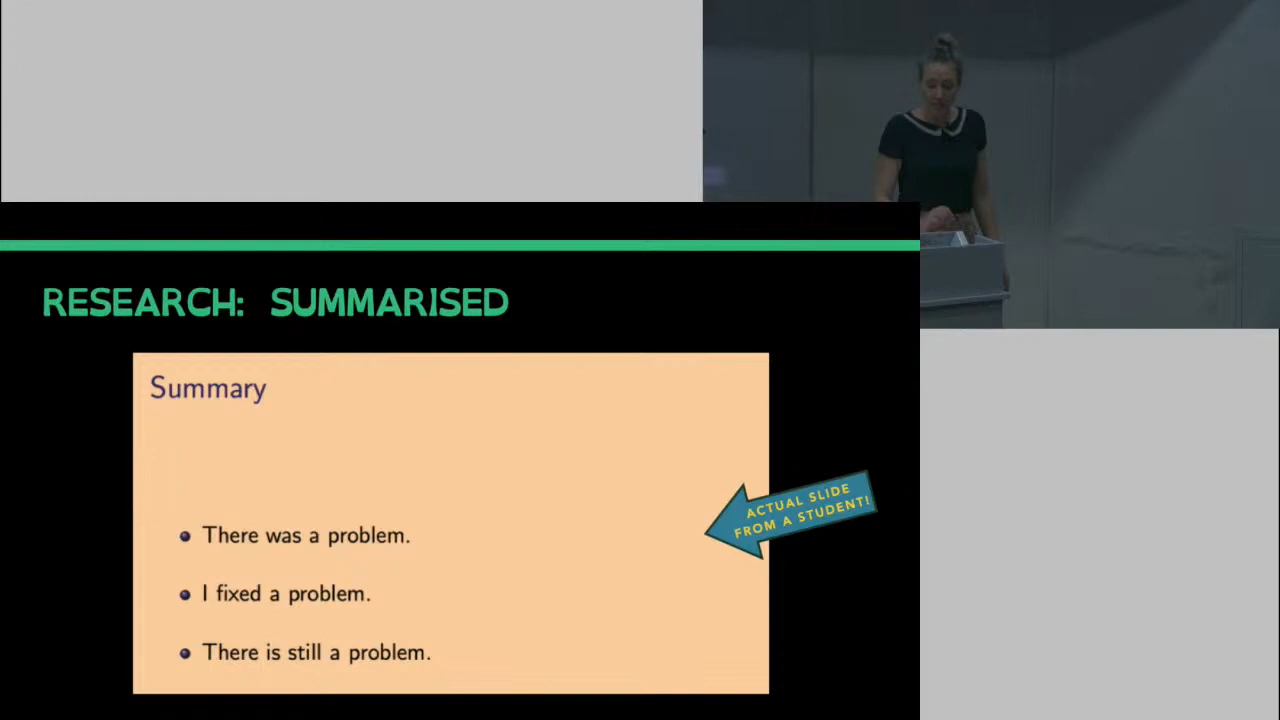 RESEARCH: SUMMARISED
Summary
There was a problem.
I fixed a problem.
There is still a problem.
ACTUAL SLIDE
FROM A STUDENT!